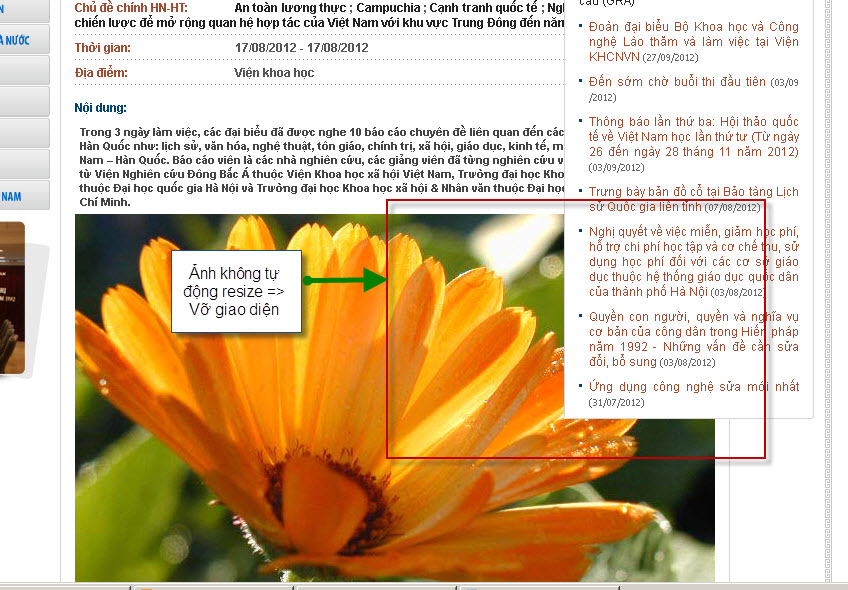 N
À NƯỚC
NAM
Chủ đề chính HN-HT: An toàn lương thực ; Campuchia ; Cạnh tranh quốc tế ;
chiến lược để mở rộng quan hệ hợp tác của Việt Nam với khu vực Trung Đông đến năm
Thời gian: 17/08/2012 - 17/08/2012
Địa điểm: Viện khoa học
Nội dung:
Trong 3 ngày làm việc, các đại biểu đã được nghe 10 báo cáo chuyên đề liên quan đến các
Hàn Quốc như: lịch sử, văn hóa, nghệ thuật, tôn giáo, chính trị, xã hội, giáo dục, kinh tế, m
Nam – Hàn Quốc. Báo cáo viên là các nhà nghiên cứu, các giảng viên đã từng nghiên cứu v
từ Viện Nghiên cứu Đông Bắc Á thuộc Viện Khoa học xã hội Việt Nam, Trường đại học Kho
thuộc Đại học quốc gia Hà Nội và Trường đại học Khoa học xã hội & Nhân văn thuộc Đại học
Chí Minh.
Ảnh không tự
động resize =>
Vỡ giao diện
cầu (GRA)
Đoàn đại biểu Bộ Khoa học và Công
nghệ Lào thăm và làm việc tại Viện
KHCNVN (27/09/2012)
Đến sớm chờ buổi thi đầu tiên (03/09
/2012)
Thông báo lần thứ ba: Hội thảo quốc
tế về Việt Nam học lần thứ tư (Từ ngày
26 đến ngày 28 tháng 11 năm 2012)
(03/09/2012)
Trưng bày bản đồ cổ tại Bảo tàng Lịch
sử Quốc gia liên tỉnh (07/08/2012)
Nghị quyết về việc miễn, giảm học phí,
hỗ trợ chi phí học tập và cơ chế thu, sử
dụng học phí đối với các cơ sở giáo
dục thuộc hệ thống giáo dục quốc dân
của thành phố Hà Nội (03/08/2012)
Quyền con người, quyền và nghĩa vụ
cơ bản của công dân trong Hiến pháp
năm 1992 - Những vấn đề cần sửa
đổi, bổ sung (03/08/2012)
Ứng dụng công nghệ sửa mới nhất
(31/07/2012)